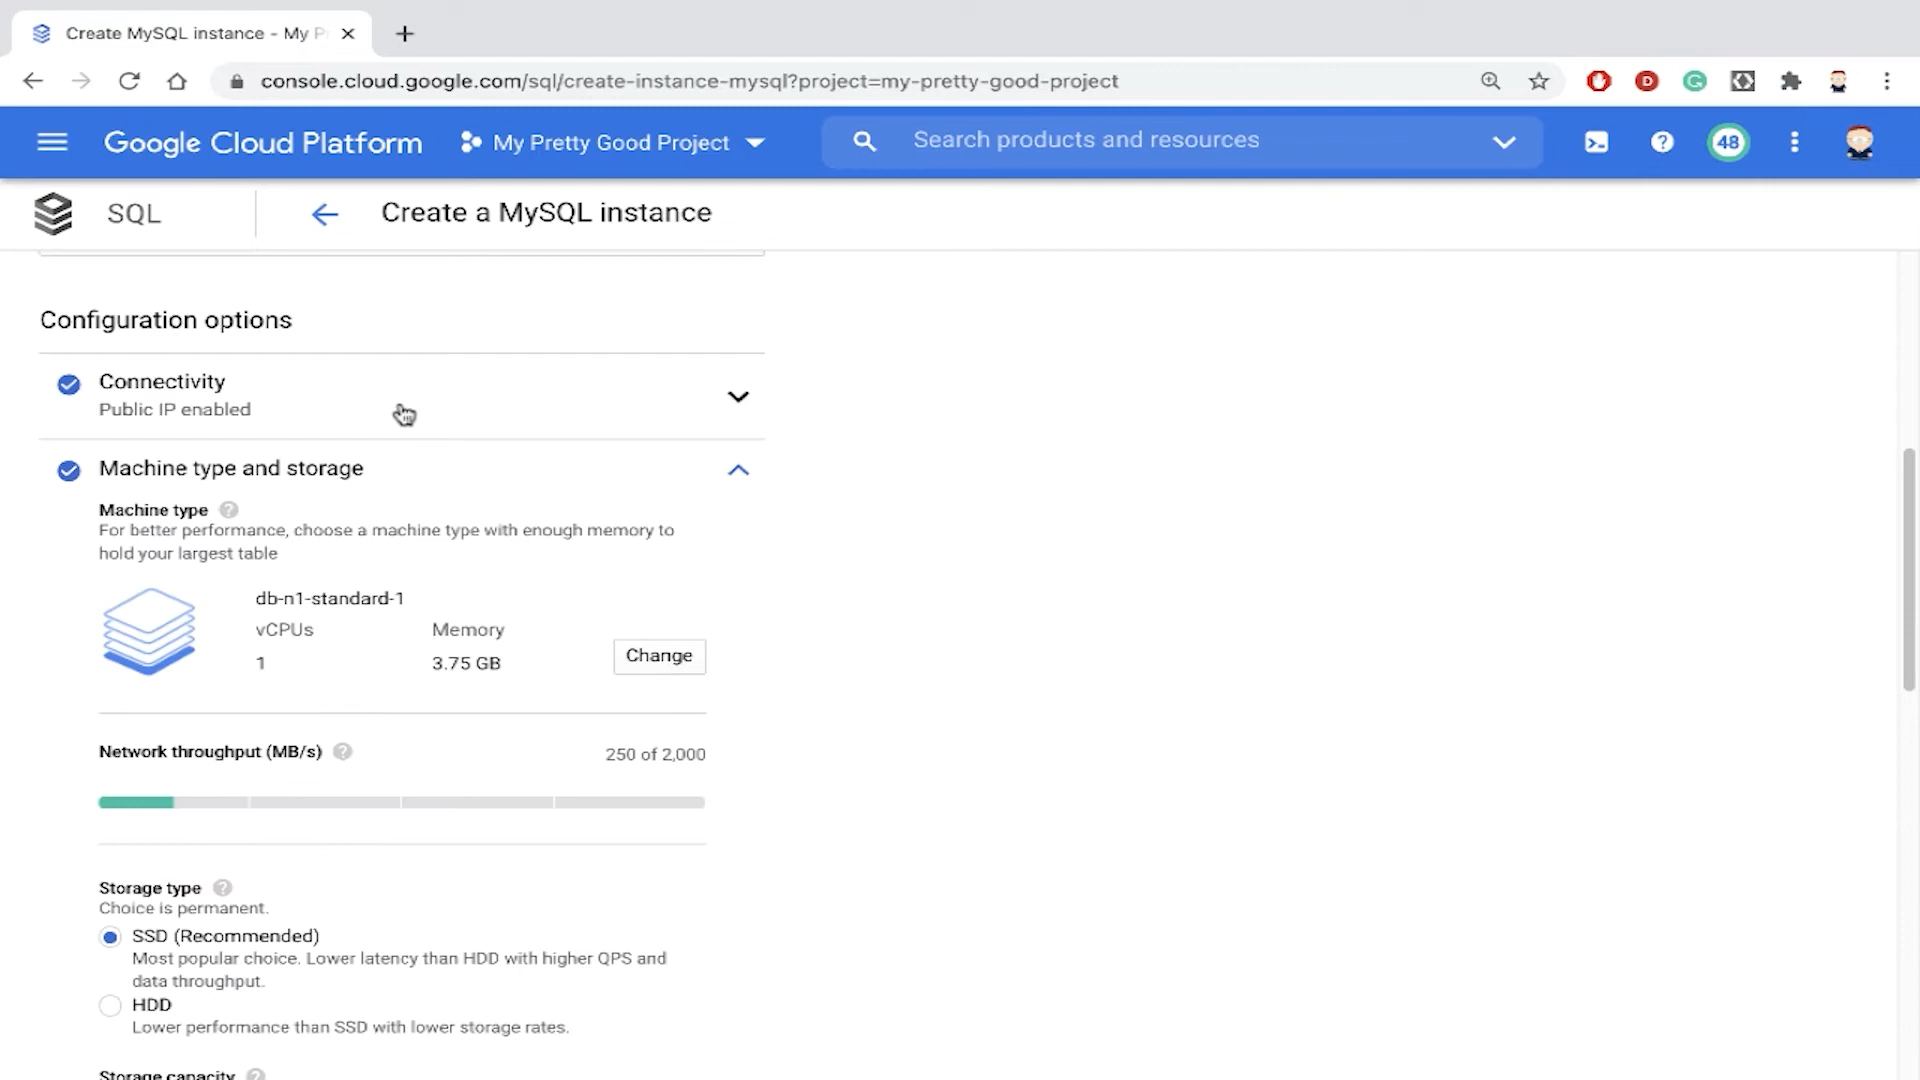 Create MySQL instance - My P
console.cloud.google.com/sql/create-instance-mysql?project=my-pretty-good-project
D
G
Google Cloud Platform
My Pretty Good Project
Search products and resources
?
48
SQL
Create a MySQL instance
Configuration options
Connectivity
Public IP enabled
Machine type and storage
Machine type ?
For better performance, choose a machine type with enough memory to
hold your largest table
db-n1-standard-1
vCPUs Memory
1 3.75 GB
Change
Network throughput (MB/s) ? 250 of 2,000
Storage type ?
Choice is permanent.
SSD (Recommended)
Most popular choice. Lower latency than HDD with higher QPS and
data throughput.
HDD
Lower performance than SSD with lower storage rates.
Storage capacity ?